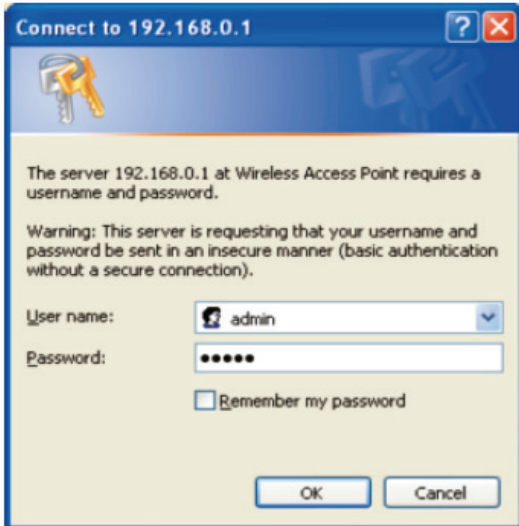 Connect to 192.168.0.1
The server 192.168.0.1 at Wireless Access Point requires a
username and password.
Warning: This server is requesting that your username and
password be sent in an insecure manner (basic authentication
without a secure connection).
User name:
admin
Password:
•••••
Remember my password
OK
Cancel